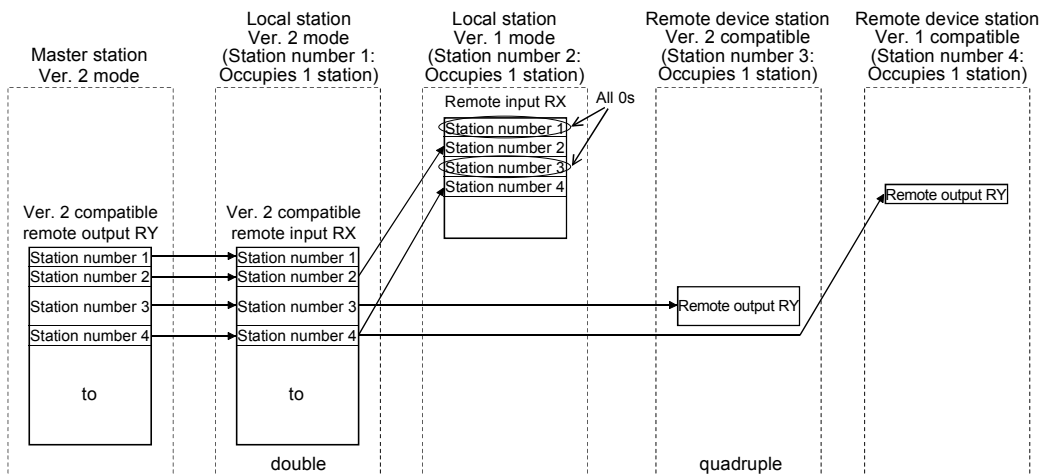 Master station
Ver. 2 mode
Local station
Ver. 2 mode
(Station number 1:
Occupies 1 station)
Local station
Ver. 1 mode
(Station number 2:
Occupies 1 station)
Remote device station
Ver. 2 compatible
(Station number 3:
Occupies 1 station)
Remote device station
Ver. 1 compatible
(Station number 4:
Occupies 1 station)
Remote input RX
All 0s
Station number 1
Station number 2
Station number 3
Station number 4
Remote output RY
Ver. 2 compatible
remote output RY
Station number 1
Station number 2
Station number 3
Station number 4
to
Ver. 2 compatible
remote input RX
Station number 1
Station number 2
Station number 3
Station number 4
to
Remote output RY
double
quadruple